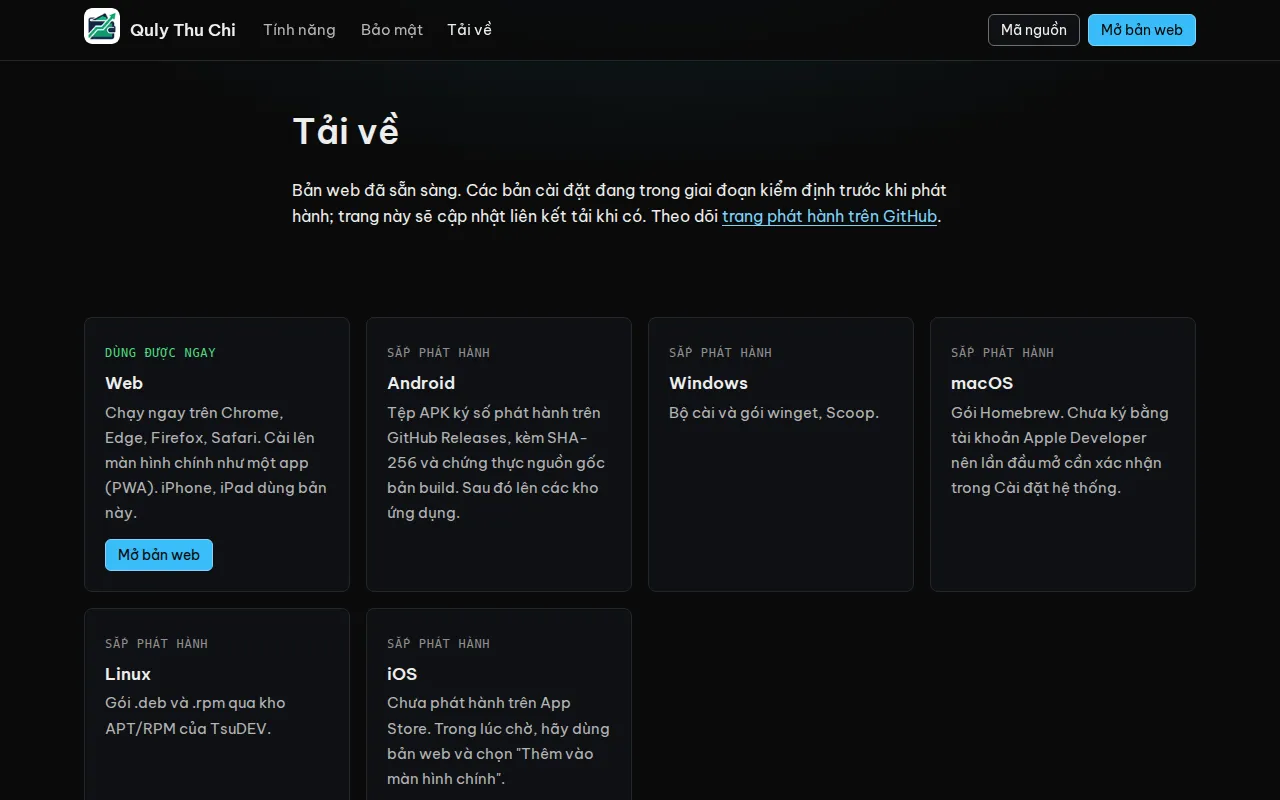 Quly Thu Chi
Tính năng
Bảo mật
Tải về
Mã nguồn
Mở bản web
Tải về
Bản web đã sẵn sàng. Các bản cài đặt đang trong giai đoạn kiểm định trước khi phát
hành; trang này sẽ cập nhật liên kết tải khi có. Theo dõi trang phát hành trên GitHub.
DÙNG ĐƯỢC NGAY
Web
Chạy ngay trên Chrome,
Edge, Firefox, Safari. Cài lên
màn hình chính như một app
(PWA). iPhone, iPad dùng bản
này.
Mở bản web
SẮP PHÁT HÀNH
Android
Tệp APK ký số phát hành trên
GitHub Releases, kèm SHA-
256 và chứng thực nguồn gốc
bản build. Sau đó lên các kho
ứng dụng.
SẮP PHÁT HÀNH
Windows
Bộ cài và gói winget, Scoop.
SẮP PHÁT HÀNH
macOS
Gói Homebrew. Chưa ký bằng
tài khoản Apple Developer
nên lần đầu mở cần xác nhận
trong Cài đặt hệ thống.
SẮP PHÁT HÀNH
Linux
Gói .deb và .rpm qua kho
APT/RPM của TsuDEV.
SẮP PHÁT HÀNH
iOS
Chưa phát hành trên App
Store. Trong lúc chờ, hãy dùng
bản web và chọn "Thêm vào
màn hình chính".